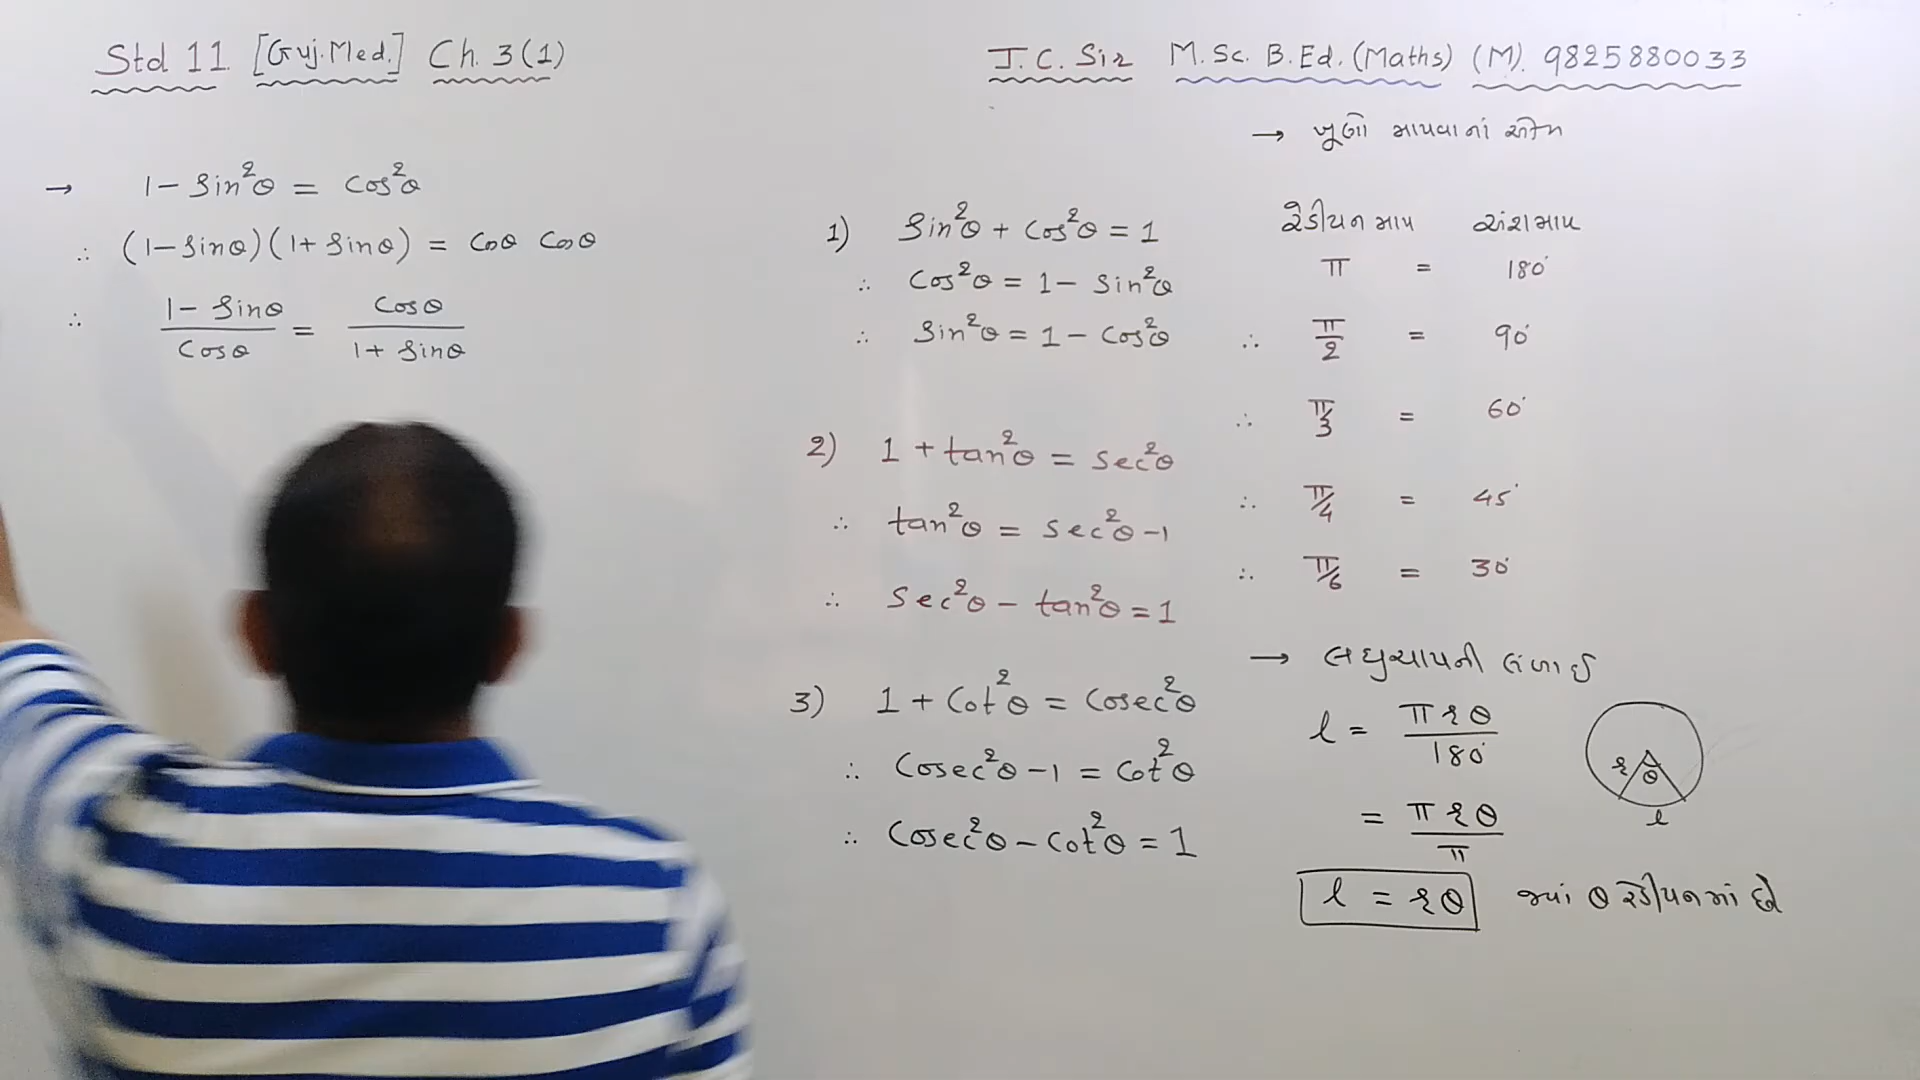 Std 11 [Guj. Med.] Ch. 3(1)
J. C. Sir M. Sc. B. Ed. (Maths) (M). 9825880033
→ 1 - Sin²θ = Cos²θ
∴ (1 - Sinθ)(1 + Sinθ) = Cosθ Cosθ
∴ (1 - Sinθ)/Cosθ = Cosθ/(1 + Sinθ)
1) Sin²θ + Cos²θ = 1
∴ Cos²θ = 1 - Sin²θ
∴ Sin²θ = 1 - Cos²θ
2) 1 + tan²θ = Sec²θ
∴ tan²θ = Sec²θ - 1
∴ Sec²θ - tan²θ = 1
3) 1 + Cot²θ = Cosec²θ
∴ Cosec²θ - 1 = Cot²θ
∴ Cosec²θ - Cot²θ = 1
→ ખૂણો માપવાનાં એકમ
રેડીયન માપ અંશમાપ
π = 180°
∴ π/2 = 90°
∴ π/3 = 60°
∴ π/4 = 45°
∴ π/6 = 30°
→ લઘુચાપની લંબાઈ
l = πrθ/180°
r θ l
= πrθ/π
l = rθ જ્યાં θ રેડીયનમાં છે